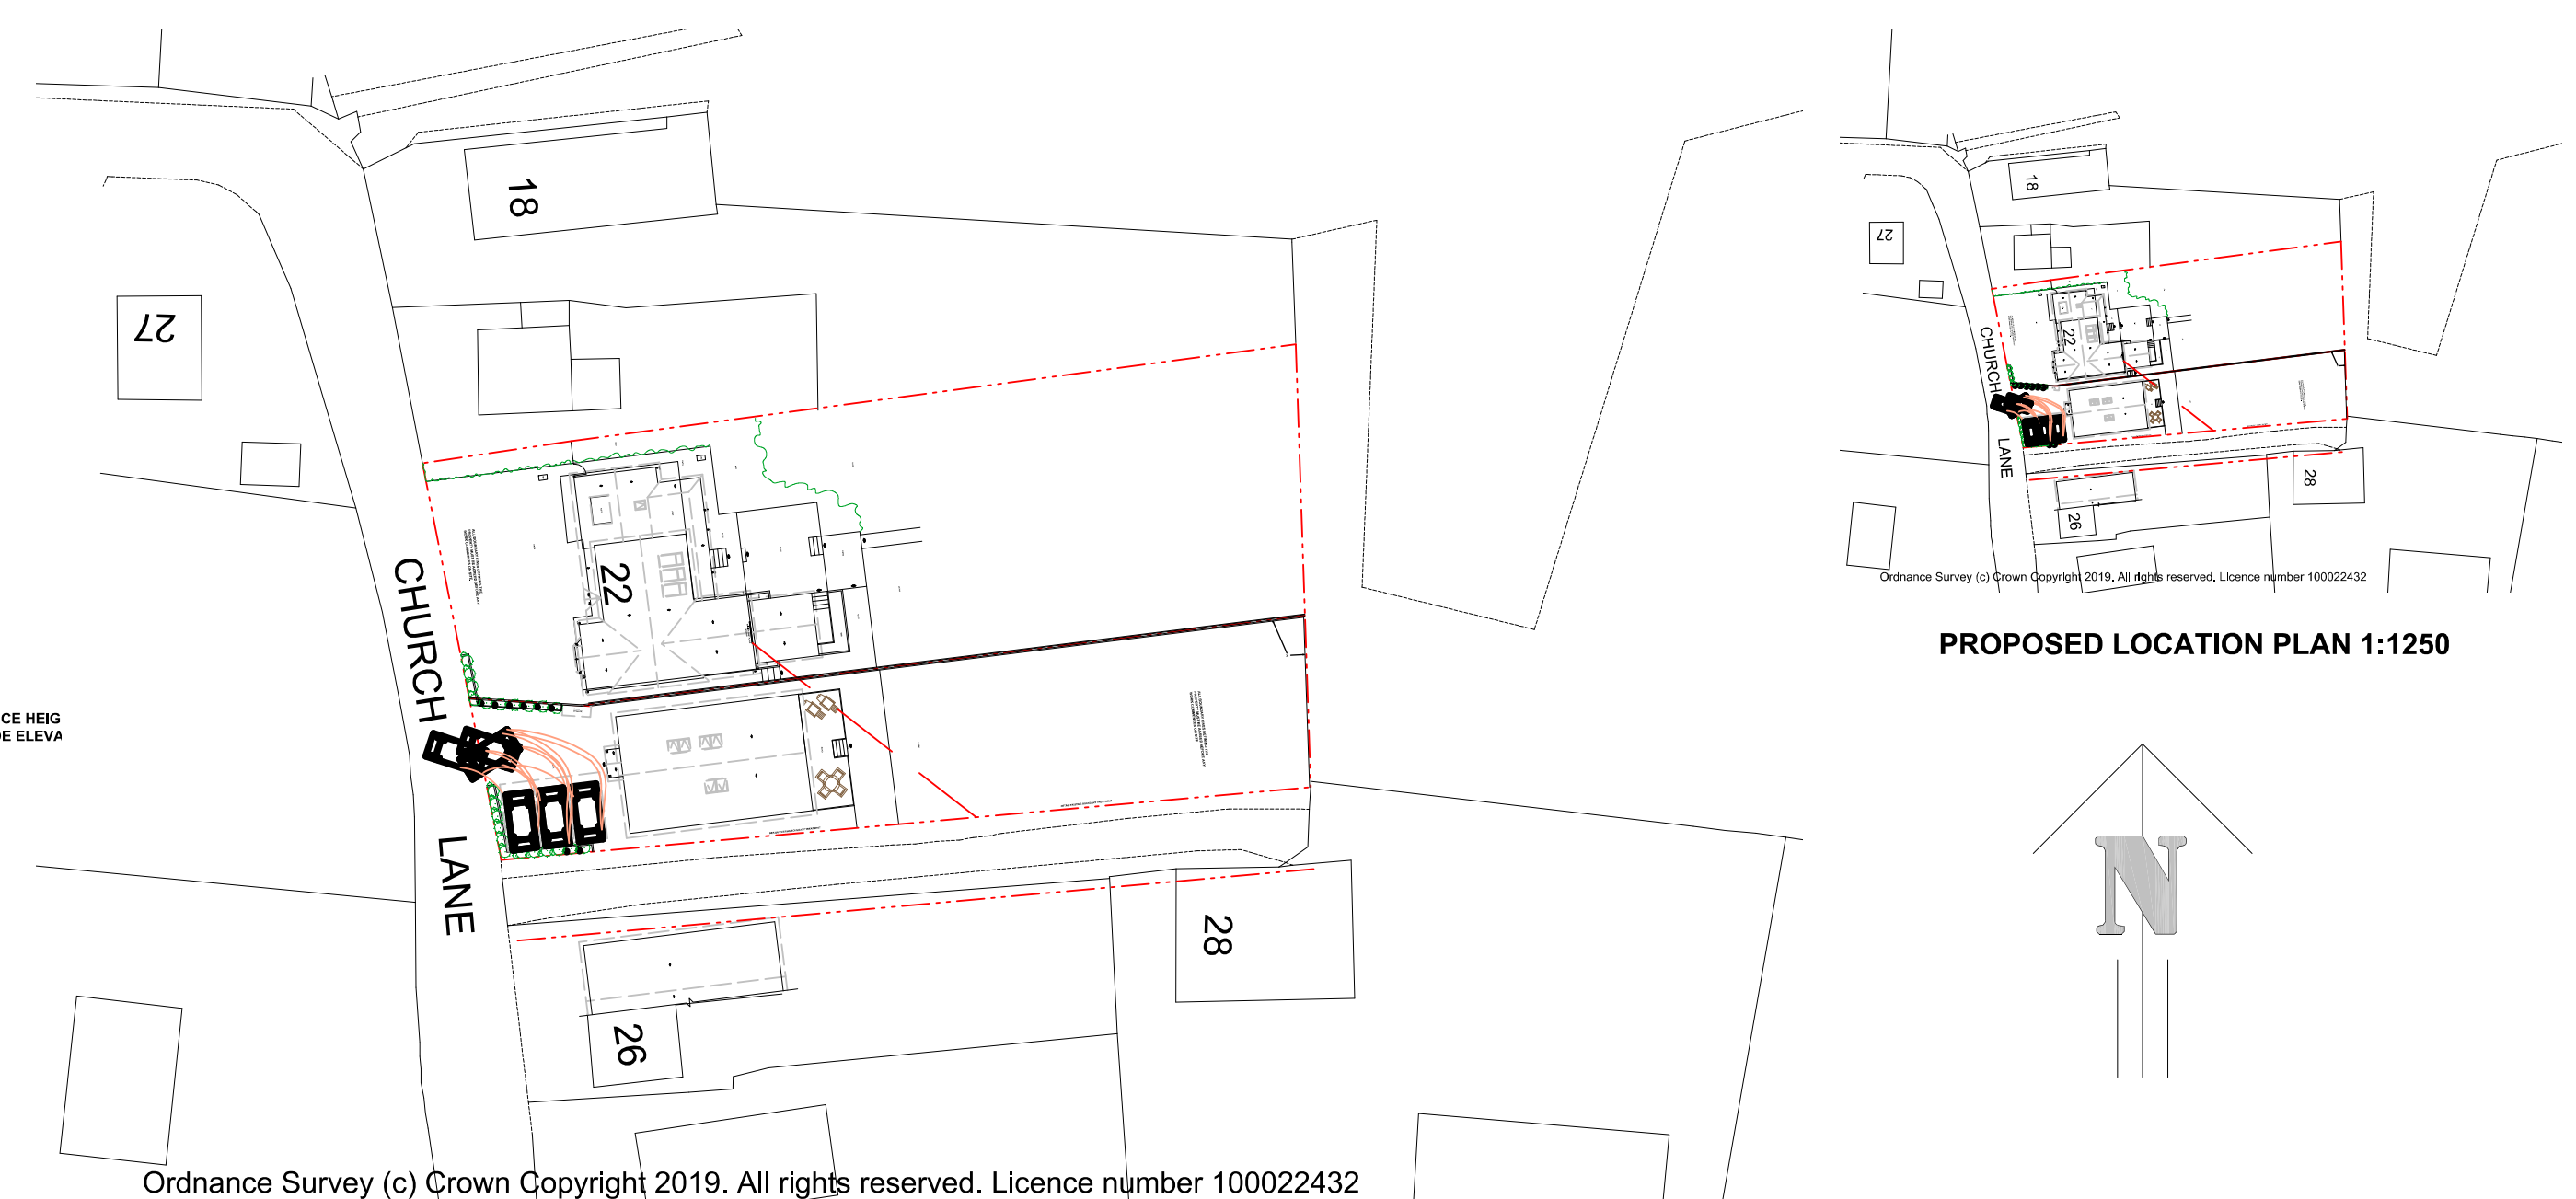 18
27
22
CHURCH
LANE
CE HEIG
DE ELEVA
28
26
Ordnance Survey (c) Crown Copyright 2019. All rights reserved. Licence number 100022432
18
27
22
CHURCH
LANE
28
26
Ordnance Survey (c) Crown Copyright 2019. All rights reserved. Licence number 100022432
PROPOSED LOCATION PLAN 1:1250
N